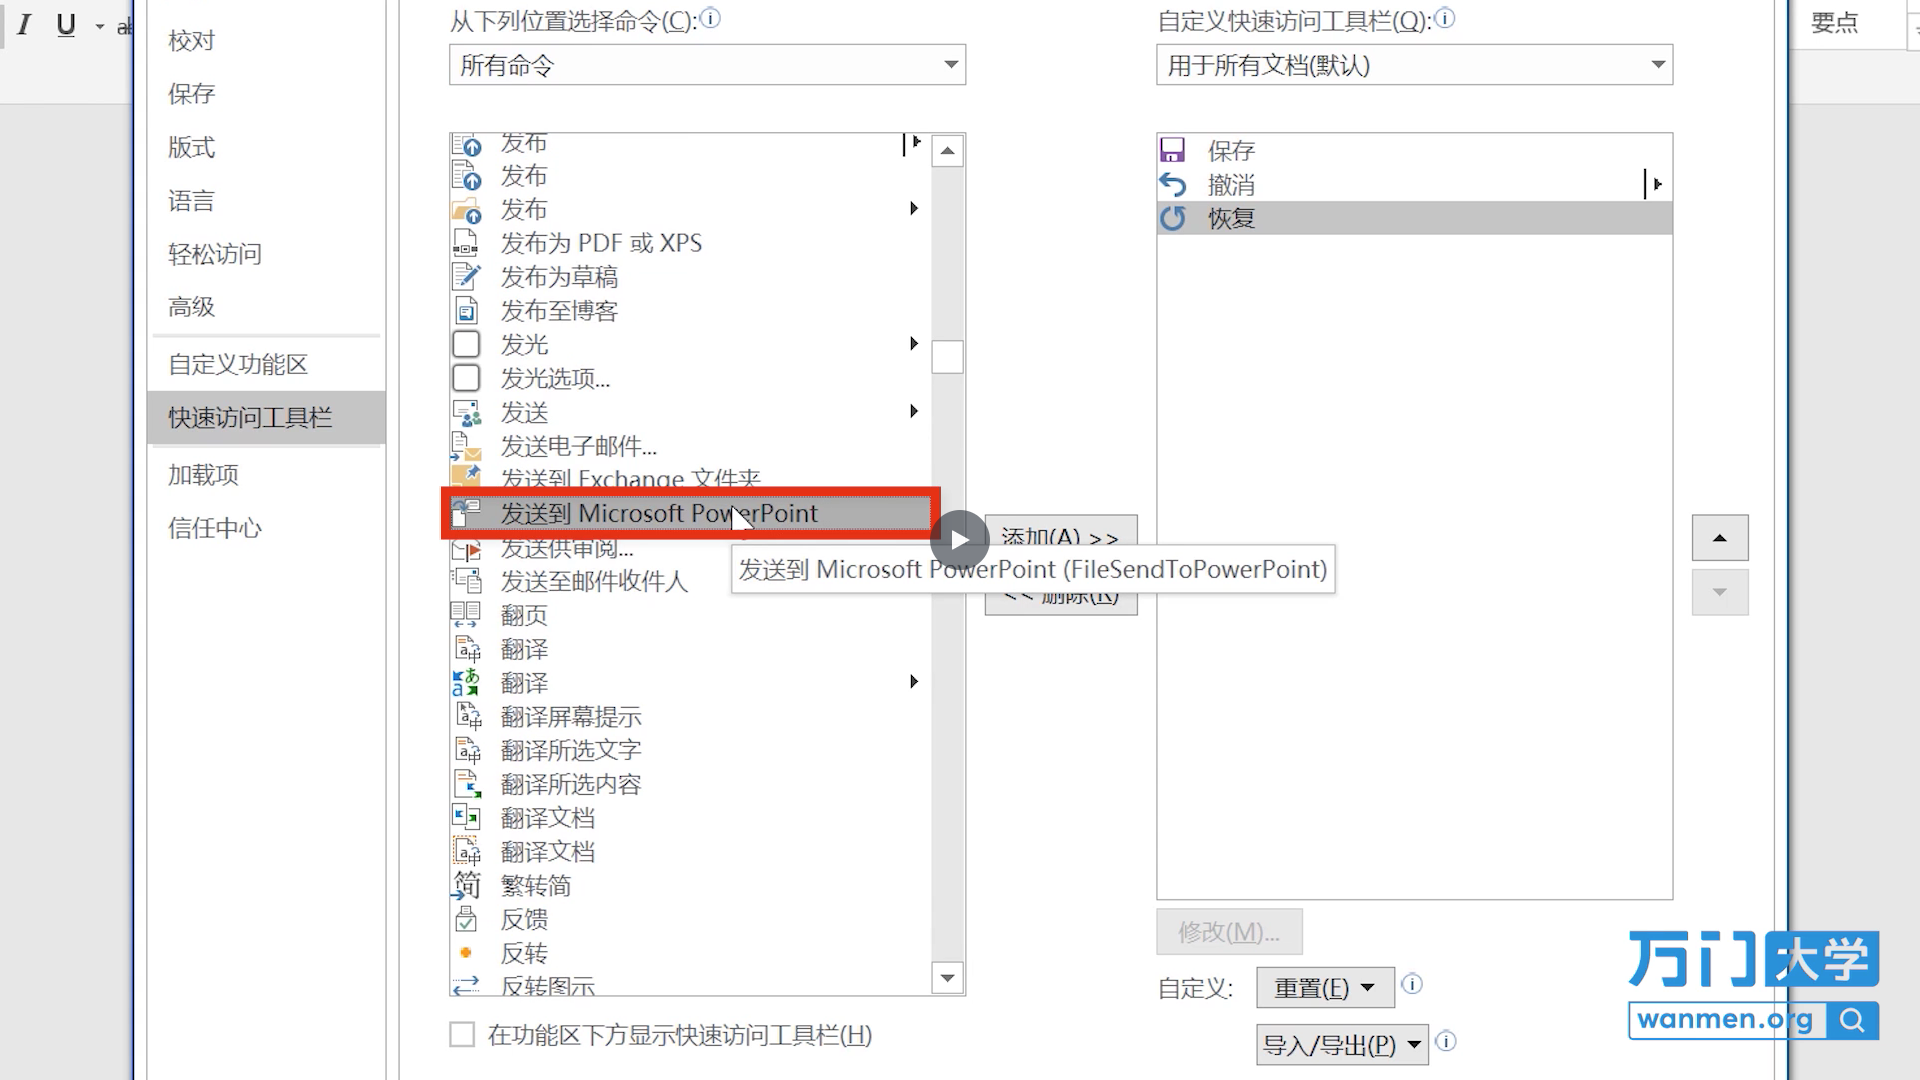 I U ab
要点
校对
保存
版式
语言
轻松访问
高级
自定义功能区
快速访问工具栏
加载项
信任中心
从下列位置选择命令(C):
所有命令
发布
发布
发布
发布为 PDF 或 XPS
发布为草稿
发布至博客
发光
发光选项...
发送
发送电子邮件...
发送到 Exchange 文件夹
发送到 Microsoft PowerPoint
发送供审阅...
发送至邮件收件人
翻页
翻译
翻译
翻译屏幕提示
翻译所选文字
翻译所选内容
翻译文档
翻译文档
繁转简
反馈
反转
反转图示
在功能区下方显示快速访问工具栏(H)
添加(A) >>
发送到 Microsoft PowerPoint (FileSendToPowerPoint)
<< 删除(R)
自定义快速访问工具栏(Q):
用于所有文档(默认)
保存
撤消
恢复
修改(M)...
自定义: 重置(E)
导入/导出(P)
万门大学
wanmen.org